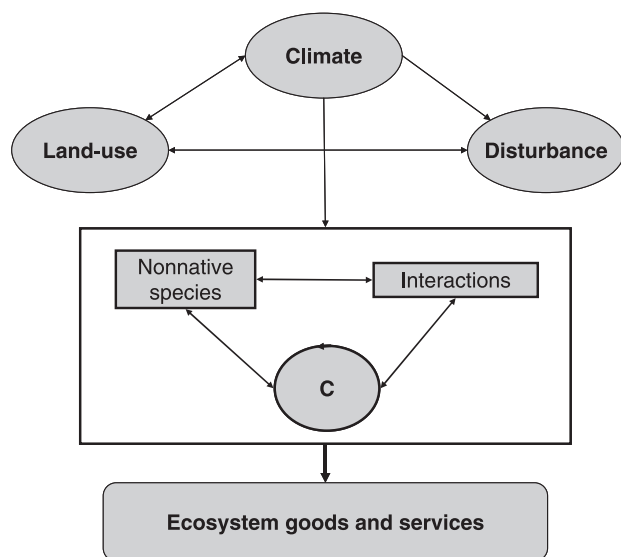 Climate
Land-use
Disturbance
Nonnative
species
Interactions
C
Ecosystem goods and services